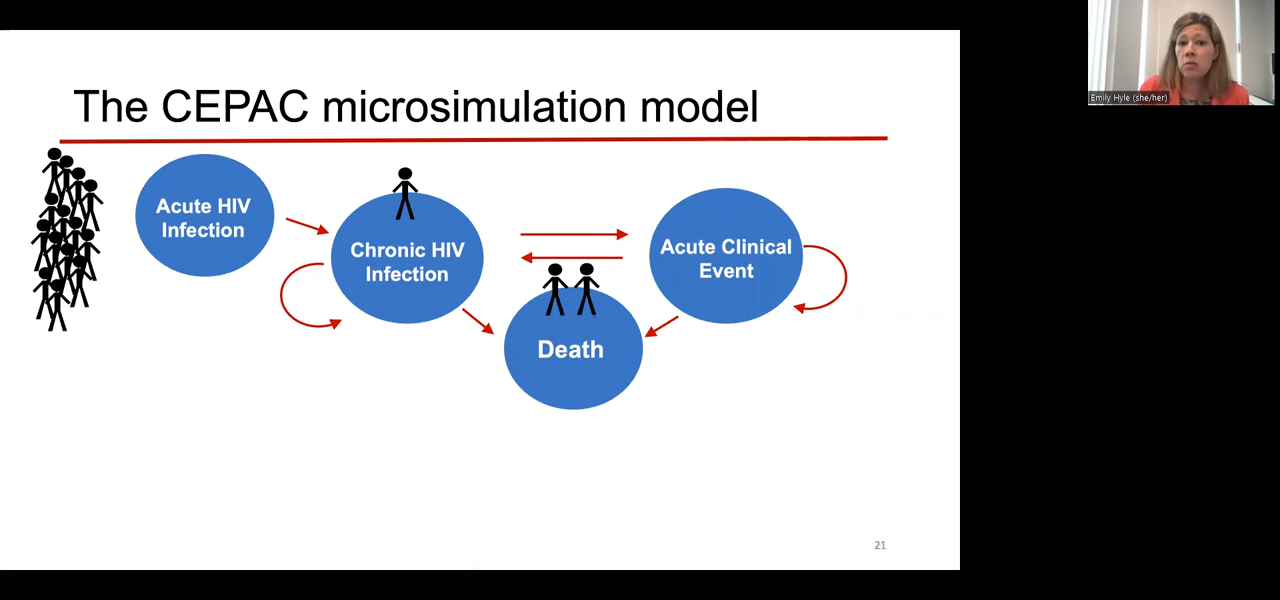 The CEPAC microsimulation model
Acute HIV
Infection
Chronic HIV
Infection
Acute Clinical
Event
Death
21
Emily Hyle (she/her)